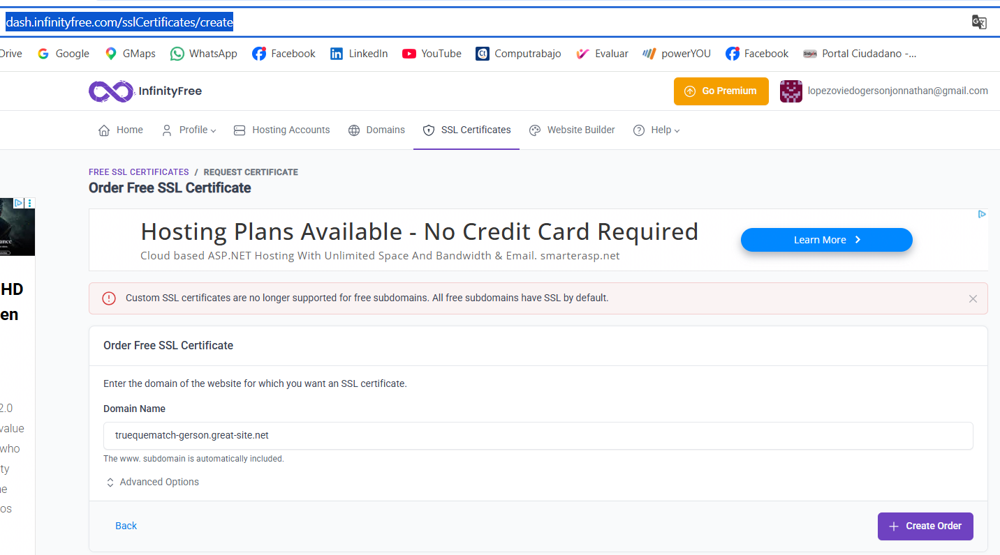 dash.infinityfree.com/sslCertificates/create
Drive Google GMaps WhatsApp Facebook LinkedIn YouTube Computrabajo Evaluar powerYOU Facebook Portal Ciudadano -...
InfinityFree
Go Premium
lopezoviedogersonjonnathan@gmail.com
Home Profile Hosting Accounts Domains SSL Certificates Website Builder Help
FREE SSL CERTIFICATES / REQUEST CERTIFICATE
Order Free SSL Certificate
Hosting Plans Available - No Credit Card Required
Cloud based ASP.NET Hosting With Unlimited Space And Bandwidth & Email. smarterasp.net
Learn More
HD
en
2.0
value
who
ty
ne
os
Custom SSL certificates are no longer supported for free subdomains. All free subdomains have SSL by default.
Order Free SSL Certificate
Enter the domain of the website for which you want an SSL certificate.
Domain Name
truequematch-gerson.great-site.net
The www. subdomain is automatically included.
Advanced Options
Back
Create Order